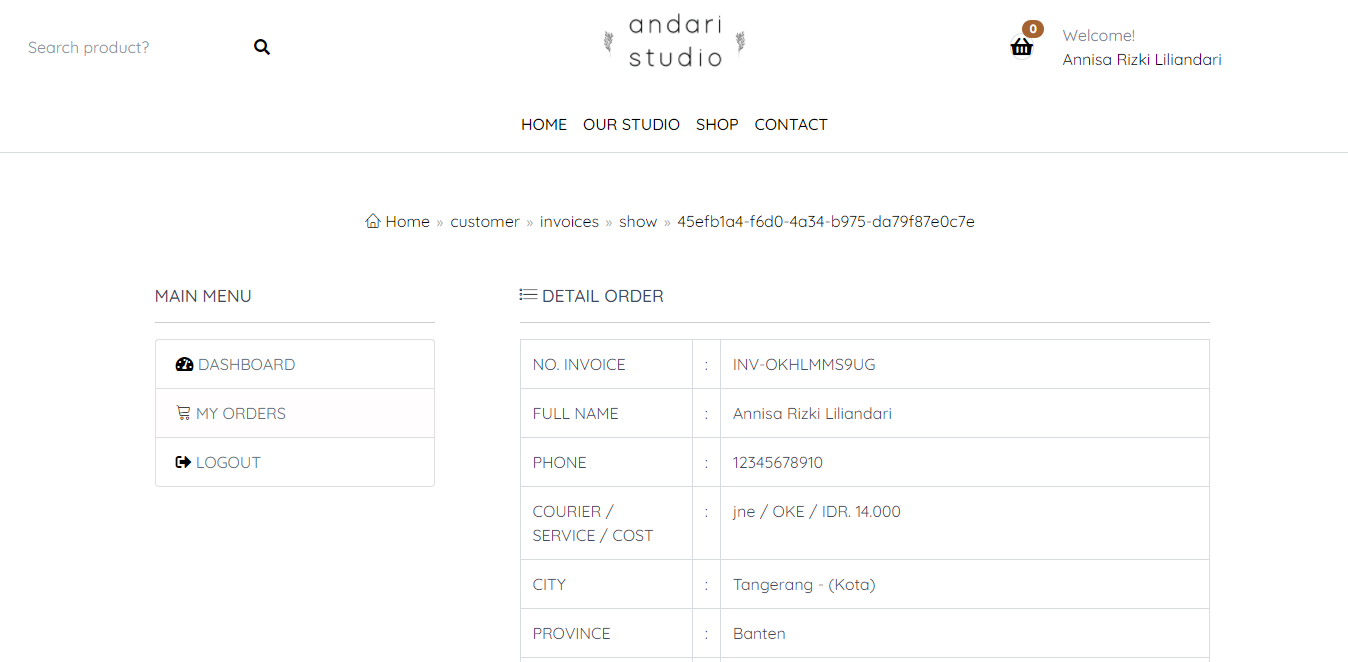 andari
studio
Search product?
0
Welcome!
Annisa Rizki Liliandari
HOME OUR STUDIO SHOP CONTACT
Home » customer » invoices » show » 45efb1a4-f6d0-4a34-b975-da79f87e0c7e
MAIN MENU
DASHBOARD
MY ORDERS
LOGOUT
DETAIL ORDER
NO. INVOICE : INV-OKHLMMS9UG
FULL NAME : Annisa Rizki Liliandari
PHONE : 12345678910
COURIER / : jne / OKE / IDR. 14.000
SERVICE / COST
CITY : Tangerang - (Kota)
PROVINCE : Banten